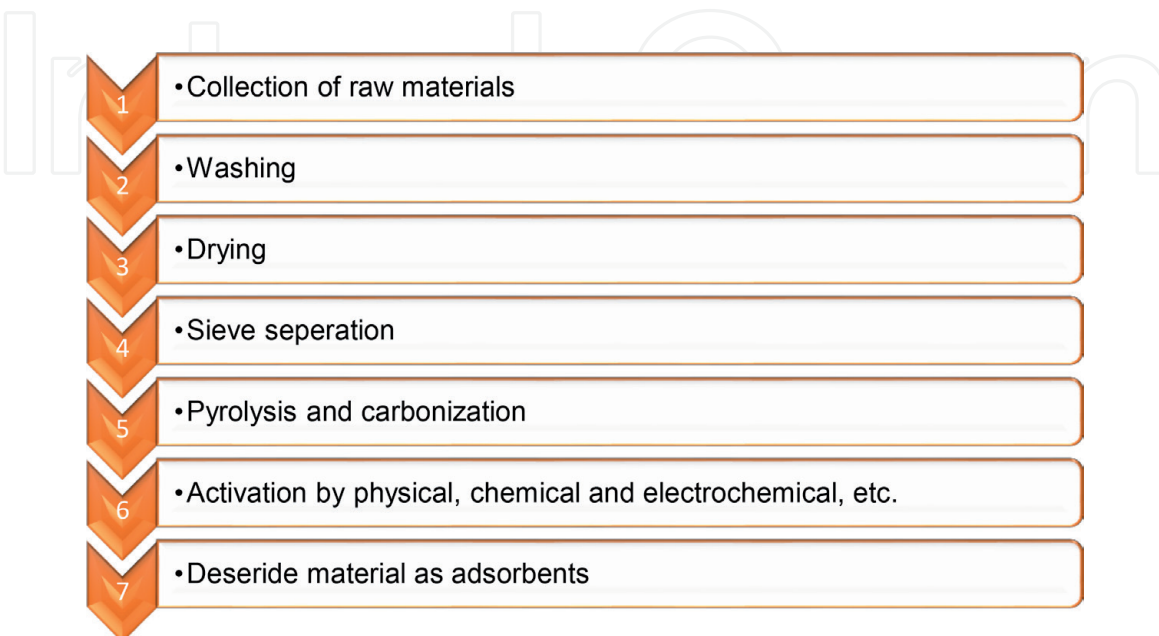 1
•Collection of raw materials
2
•Washing
3
•Drying
4
•Sieve seperation
5
•Pyrolysis and carbonization
6
•Activation by physical, chemical and electrochemical, etc.
7
•Deseride material as adsorbents